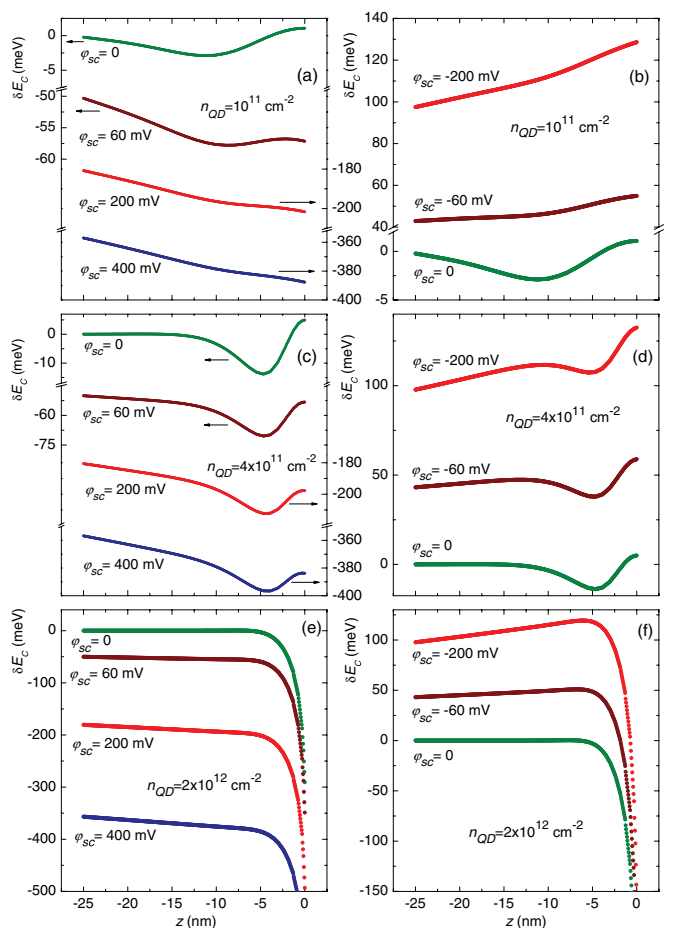 (a)
δE_C (meV)
0
-5
-50
-55
-60
-180
-200
-360
-380
-400
φ_sc= 0
n_QD=10^11 cm^-2
φ_sc= 60 mV
φ_sc= 200 mV
φ_sc= 400 mV
(b)
δE_C (meV)
140
120
100
80
60
40
0
-5
φ_sc= -200 mV
n_QD=10^11 cm^-2
φ_sc= -60 mV
φ_sc= 0
(c)
δE_C (meV)
0
-10
-60
-75
-180
-200
-360
-380
-400
φ_sc= 0
φ_sc= 60 mV
n_QD=4x10^11 cm^-2
φ_sc= 200 mV
φ_sc= 400 mV
(d)
δE_C (meV)
100
50
0
φ_sc= -200 mV
n_QD=4x10^11 cm^-2
φ_sc= -60 mV
φ_sc= 0
(e)
δE_C (meV)
0
-100
-200
-300
-400
-500
φ_sc= 0
φ_sc= 60 mV
φ_sc= 200 mV
n_QD=2x10^12 cm^-2
φ_sc= 400 mV
-30 -25 -20 -15 -10 -5 0
z (nm)
(f)
δE_C (meV)
100
50
0
-50
-100
-150
φ_sc= -200 mV
φ_sc= -60 mV
φ_sc= 0
n_QD=2x10^12 cm^-2
-25 -20 -15 -10 -5 0
z (nm)